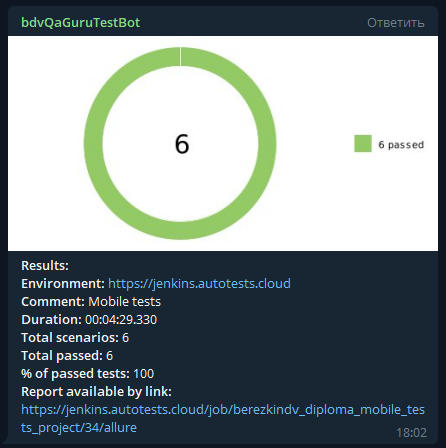 bdvQaGuruTestBot Ответить
6
6 passed
Results:
Environment: https://jenkins.autotests.cloud
Comment: Mobile tests
Duration: 00:04:29.330
Total scenarios: 6
Total passed: 6
% of passed tests: 100
Report available by link:
https://jenkins.autotests.cloud/job/berezkindv_diploma_mobile_tes
ts_project/34/allure
18:02